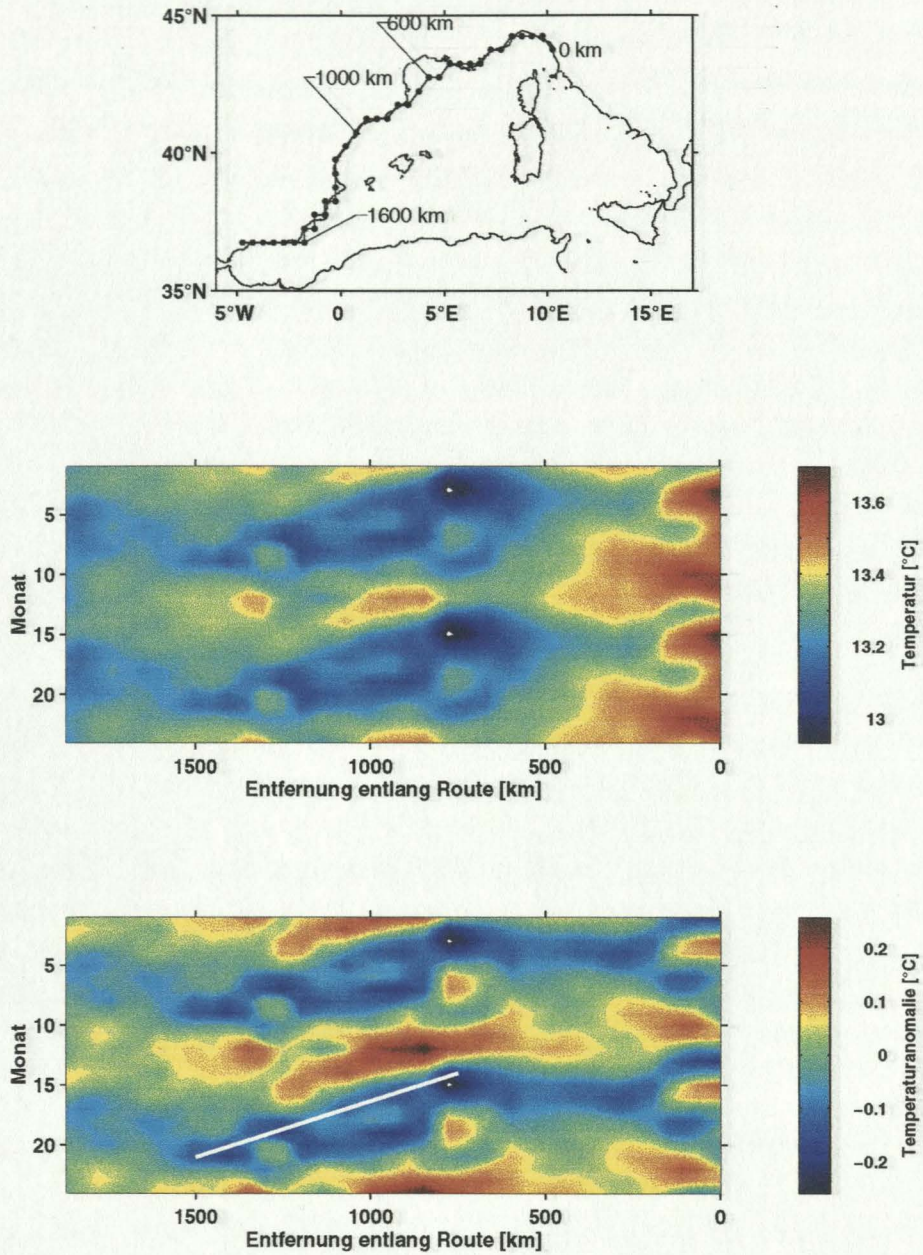 45°N
600 km
0 km
1000 km
40°N
1600 km
35°N
5°W 0 5°E 10°E 15°E
Monat
5
10
15
20
1500 1000 500 0
Entfernung entlang Route [km]
13.6
13.4
13.2
13
Temperatur [°C]
Monat
5
10
15
20
1500 1000 500 0
Entfernung entlang Route [km]
0.2
0.1
0
−0.1
−0.2
Temperaturanomalie [°C]